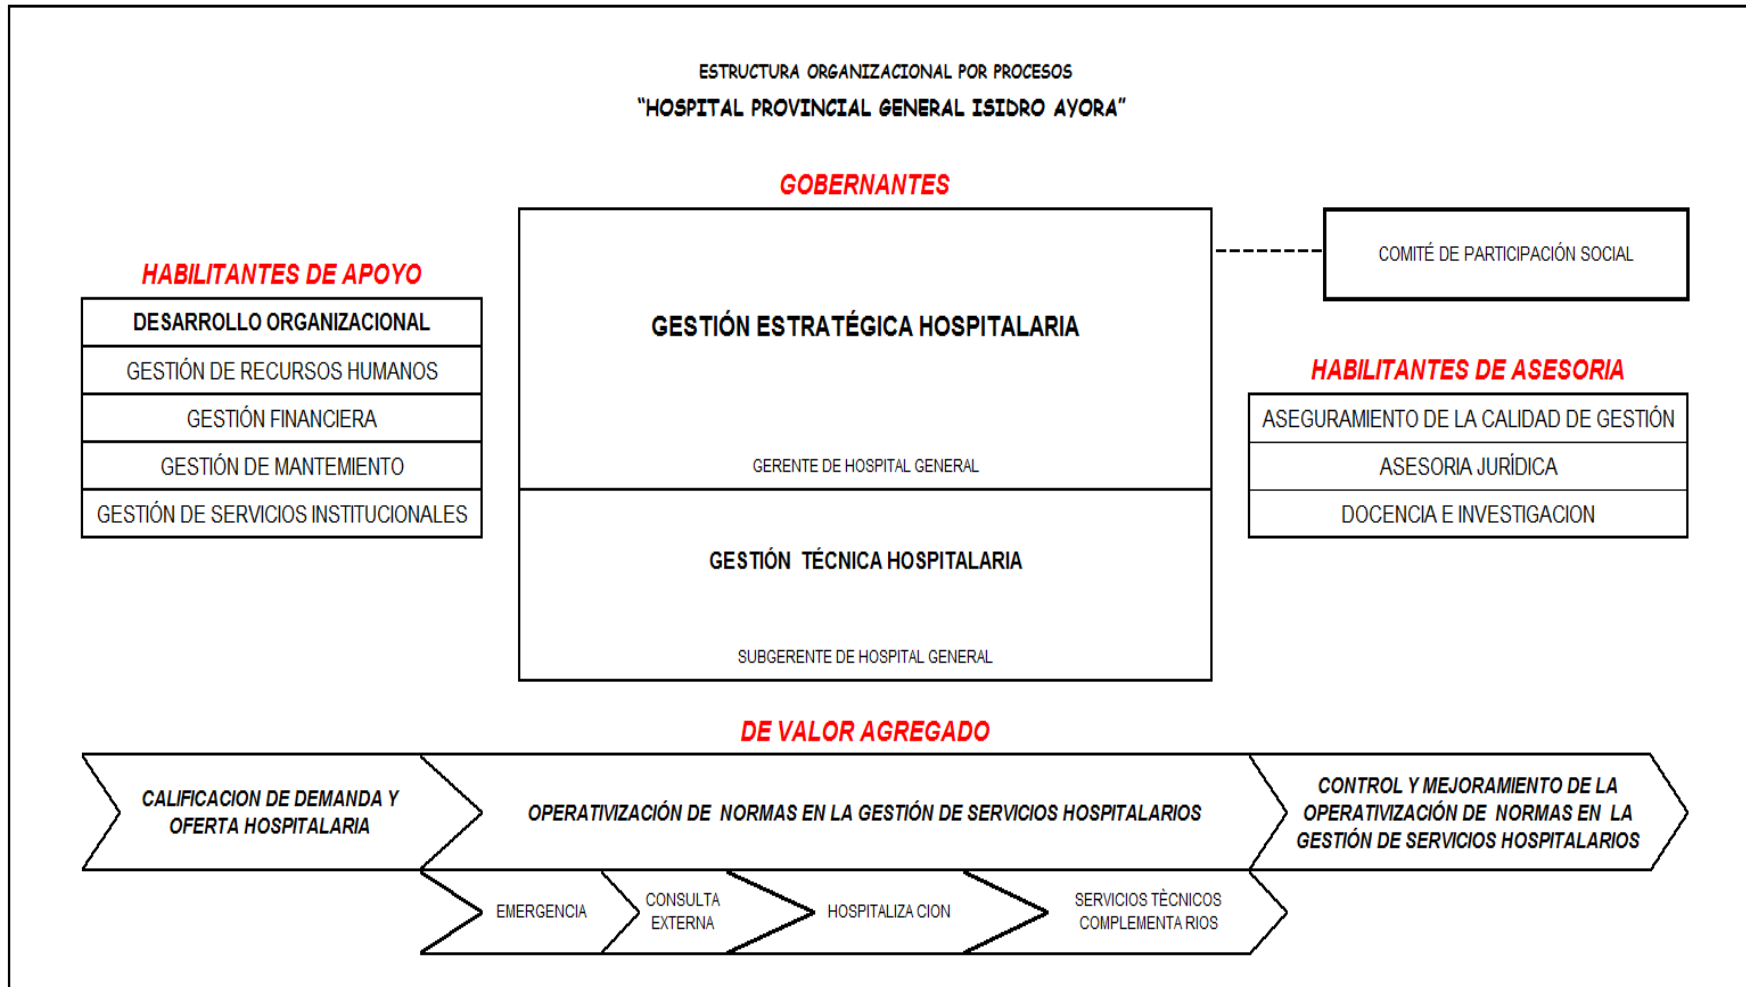 ESTRUCTURA ORGANIZACIONAL POR PROCESOS
“HOSPITAL PROVINCIAL GENERAL ISIDRO AYORA”
GOBERNANTES
GESTIÓN ESTRATÉGICA HOSPITALARIA
GERENTE DE HOSPITAL GENERAL
GESTIÓN TÉCNICA HOSPITALARIA
SUBGERENTE DE HOSPITAL GENERAL
COMITÉ DE PARTICIPACIÓN SOCIAL
HABILITANTES DE APOYO
DESARROLLO ORGANIZACIONAL
GESTIÓN DE RECURSOS HUMANOS
GESTIÓN FINANCIERA
GESTIÓN DE MANTEMIENTO
GESTIÓN DE SERVICIOS INSTITUCIONALES
HABILITANTES DE ASESORIA
ASEGURAMIENTO DE LA CALIDAD DE GESTIÓN
ASESORIA JURÍDICA
DOCENCIA E INVESTIGACION
DE VALOR AGREGADO
CALIFICACION DE DEMANDA Y
OFERTA HOSPITALARIA
OPERATIVIZACIÓN DE NORMAS EN LA GESTIÓN DE SERVICIOS HOSPITALARIOS
CONTROL Y MEJORAMIENTO DE LA
OPERATIVIZACIÓN DE NORMAS EN LA
GESTIÓN DE SERVICIOS HOSPITALARIOS
EMERGENCIA
CONSULTA
EXTERNA
HOSPITALIZA CION
SERVICIOS TÈCNICOS
COMPLEMENTA RIOS